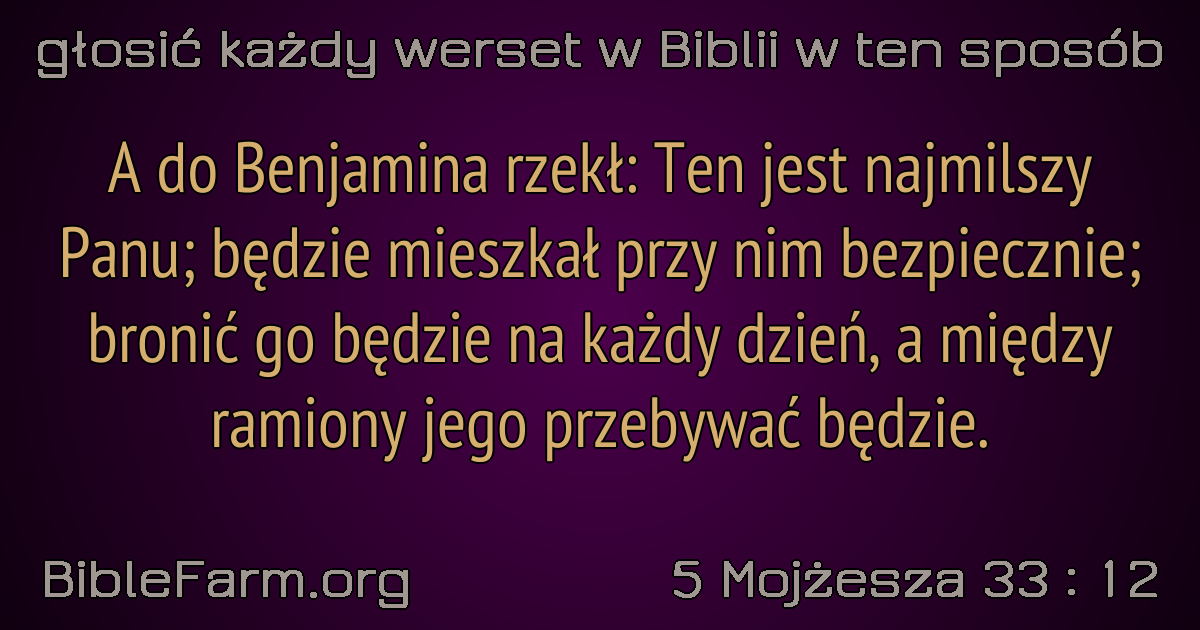 głosić każdy werset w Biblii w ten sposób
A do Benjamina rzekł: Ten jest najmilszy
Panu; będzie mieszkał przy nim bezpiecznie;
bronić go będzie na każdy dzień, a między
ramiony jego przebywać będzie.
BibleFarm.org
5 Mojżesza 33 : 12